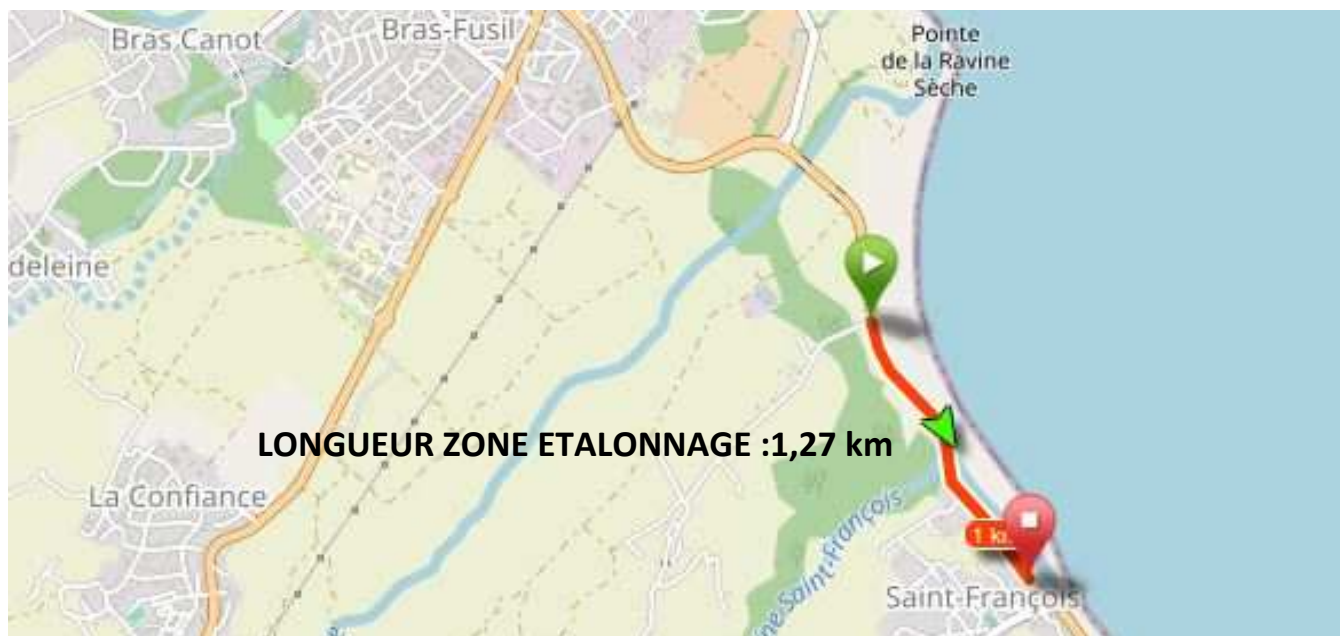 Bras Canot
Bras-Fusil
Pointe
de la Ravine
Sèche
deleine
LONGUEUR ZONE ETALONNAGE :1,27 km
La Confiance
ine Saint-François
1 k
Saint-François